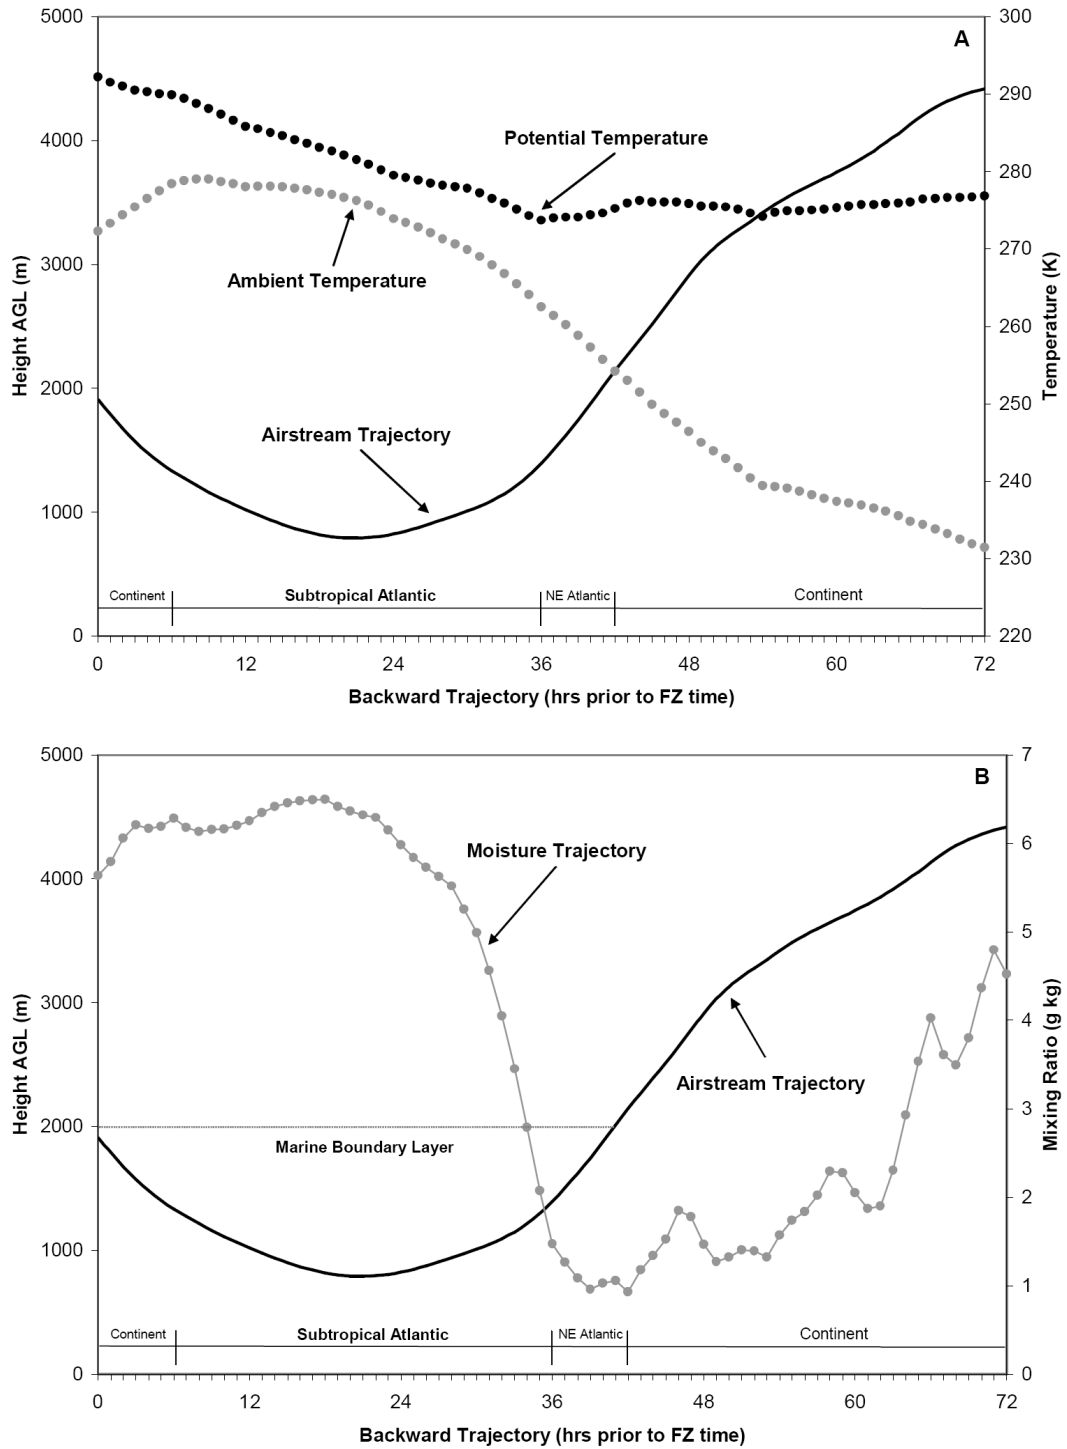 A
5000
4000
3000
2000
1000
0
Height AGL (m)
300
290
280
270
260
250
240
230
220
Temperature (K)
Potential Temperature
Ambient Temperature
Airstream Trajectory
Continent
Subtropical Atlantic
NE Atlantic
Continent
0
12
24
36
48
60
72
Backward Trajectory (hrs prior to FZ time)
B
5000
4000
3000
2000
1000
0
Height AGL (m)
7
6
5
4
3
2
1
0
Mixing Ratio (g kg)
Moisture Trajectory
Airstream Trajectory
Marine Boundary Layer
Continent
Subtropical Atlantic
NE Atlantic
Continent
0
12
24
36
48
60
72
Backward Trajectory (hrs prior to FZ time)